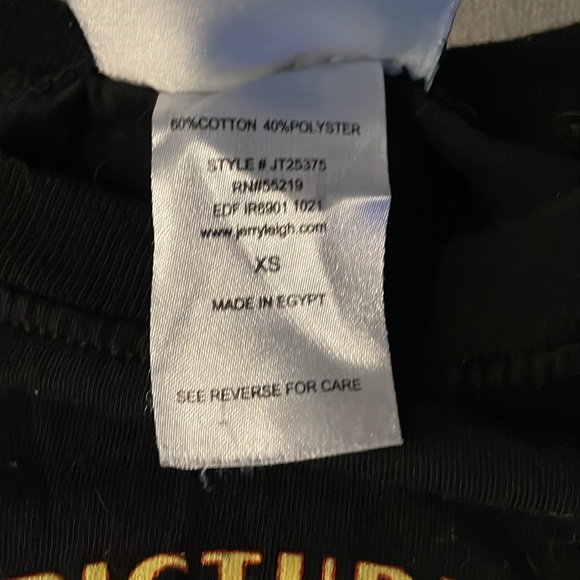 60%COTTON 40%POLYSTER
STYLE # JT25375
RN#55219
EDF IR6901 1021
www.jerryleigh.com
XS
MADE IN EGYPT
SEE REVERSE FOR CARE